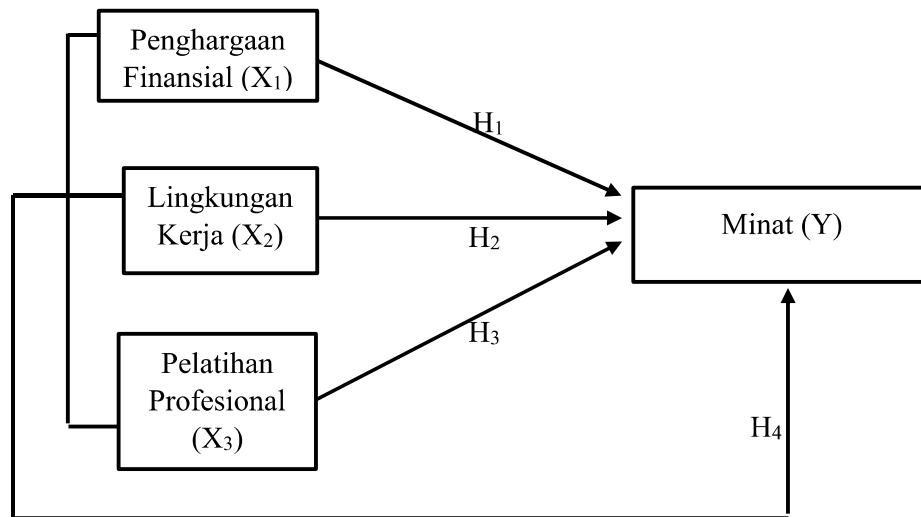 Penghargaan
Finansial (X₁)
H₁
Lingkungan
Kerja (X₂)
H₂
Minat (Y)
Pelatihan
Profesional
(X₃)
H₃
H₄